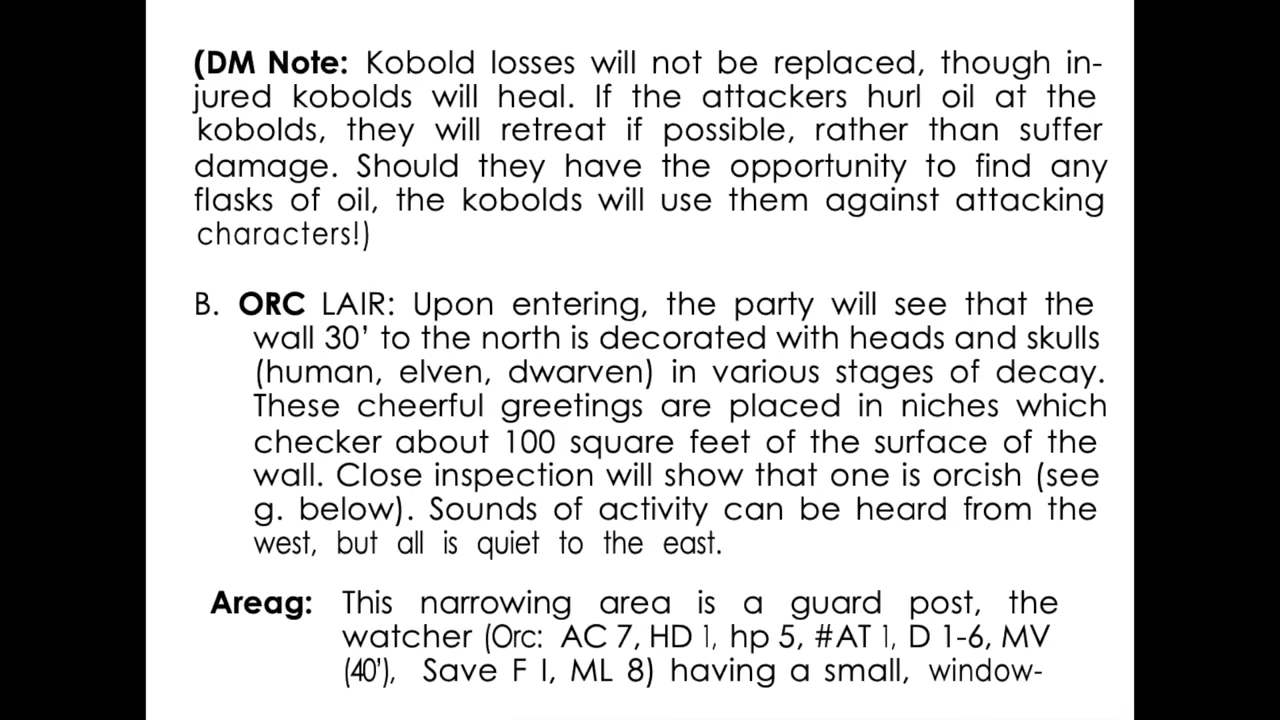 (DM Note: Kobold losses will not be replaced, though in-
jured kobolds will heal. If the attackers hurl oil at the
kobolds, they will retreat if possible, rather than suffer
damage. Should they have the opportunity to find any
flasks of oil, the kobolds will use them against attacking
characters!)
B. ORC LAIR: Upon entering, the party will see that the
wall 30’ to the north is decorated with heads and skulls
(human, elven, dwarven) in various stages of decay.
These cheerful greetings are placed in niches which
checker about 100 square feet of the surface of the
wall. Close inspection will show that one is orcish (see
g. below). Sounds of activity can be heard from the
west, but all is quiet to the east.
Areag: This narrowing area is a guard post, the
watcher (Orc: AC 7, HD 1, hp 5, #AT 1, D 1-6, MV
(40'), Save F I, ML 8) having a small, window-